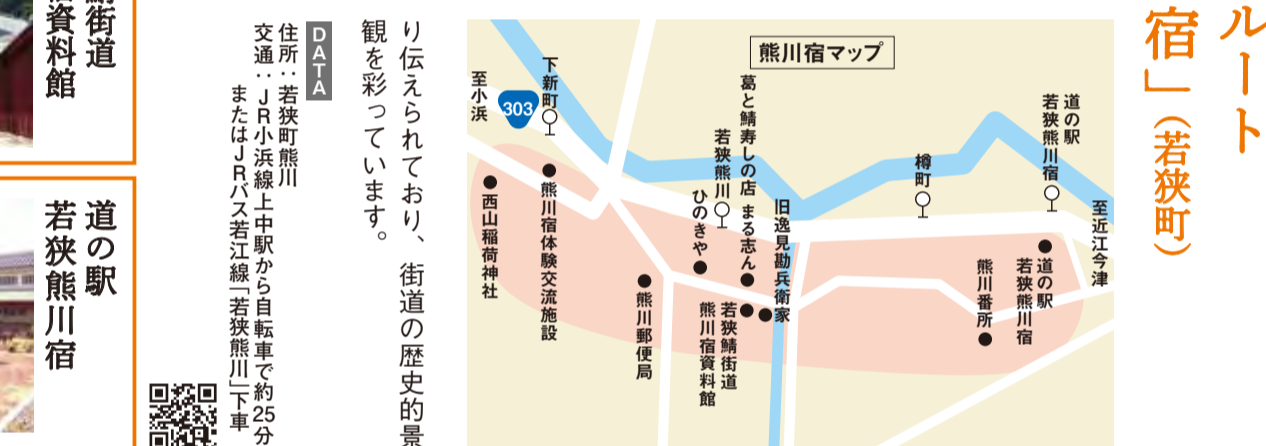 ルート
宿」（若狭町）
熊川宿マップ
道の駅
若狭熊川宿
至近江今津
樽町
道の駅
若狭熊川宿
熊川番所
旧逸見勘兵衛家
葛と鯖寿しの店 まる志ん
若狭熊川
ひのきや
若狭鯖街道
熊川宿資料館
熊川郵便局
下新町
303
至小浜
熊川宿体験交流施設
西山稲荷神社
り伝えられており、街道の歴史的景
観を彩っています。
DATA
住所：若狭町熊川
交通：JR小浜線上中駅から自転車で約25分
またはJRバス若江線「若狭熊川」下車
街道
資料館
道の駅
若狭熊川宿